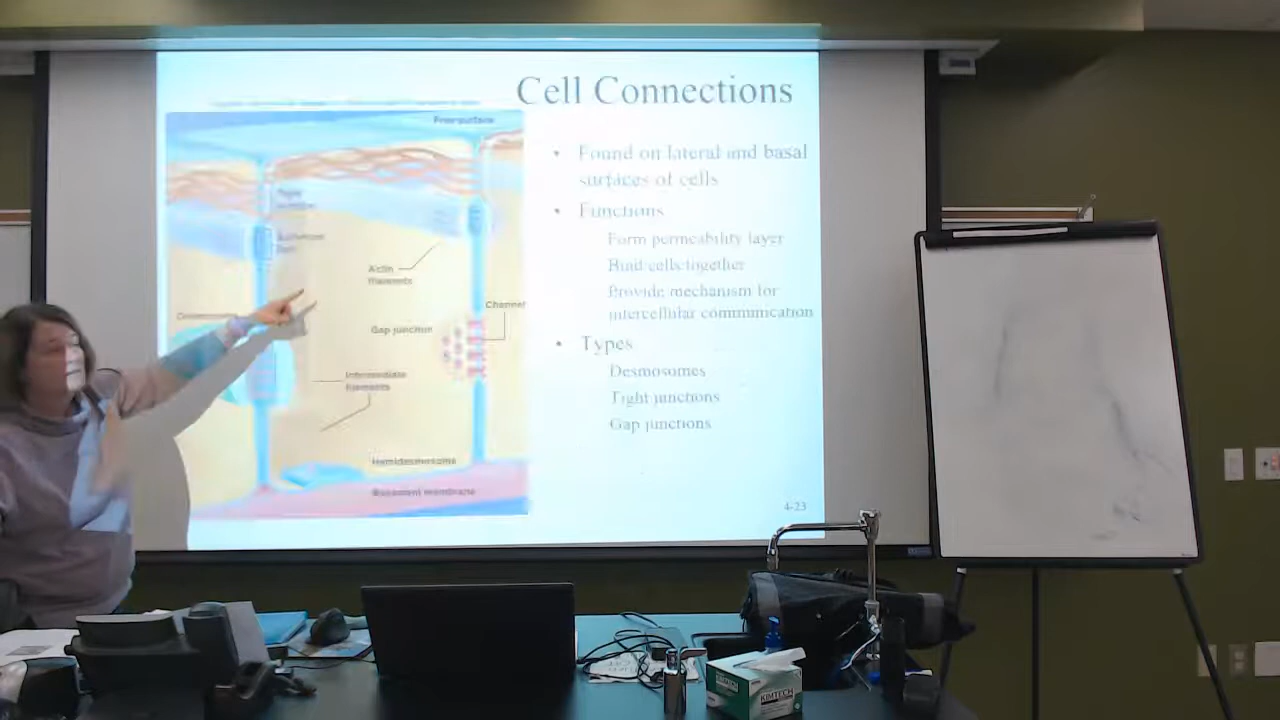 Cell Connections
Free surface
• Found on lateral and basal
surfaces of cells
• Functions
Form permeability layer
Bind cells together
Provide mechanism for
intercellular communication
• Types
Desmosomes
Tight junctions
Gap junctions
Actin
filaments
Channel
Gap junction
Intermediate
filaments
Hemidesmosome
Basement membrane
4-23
KIMTECH